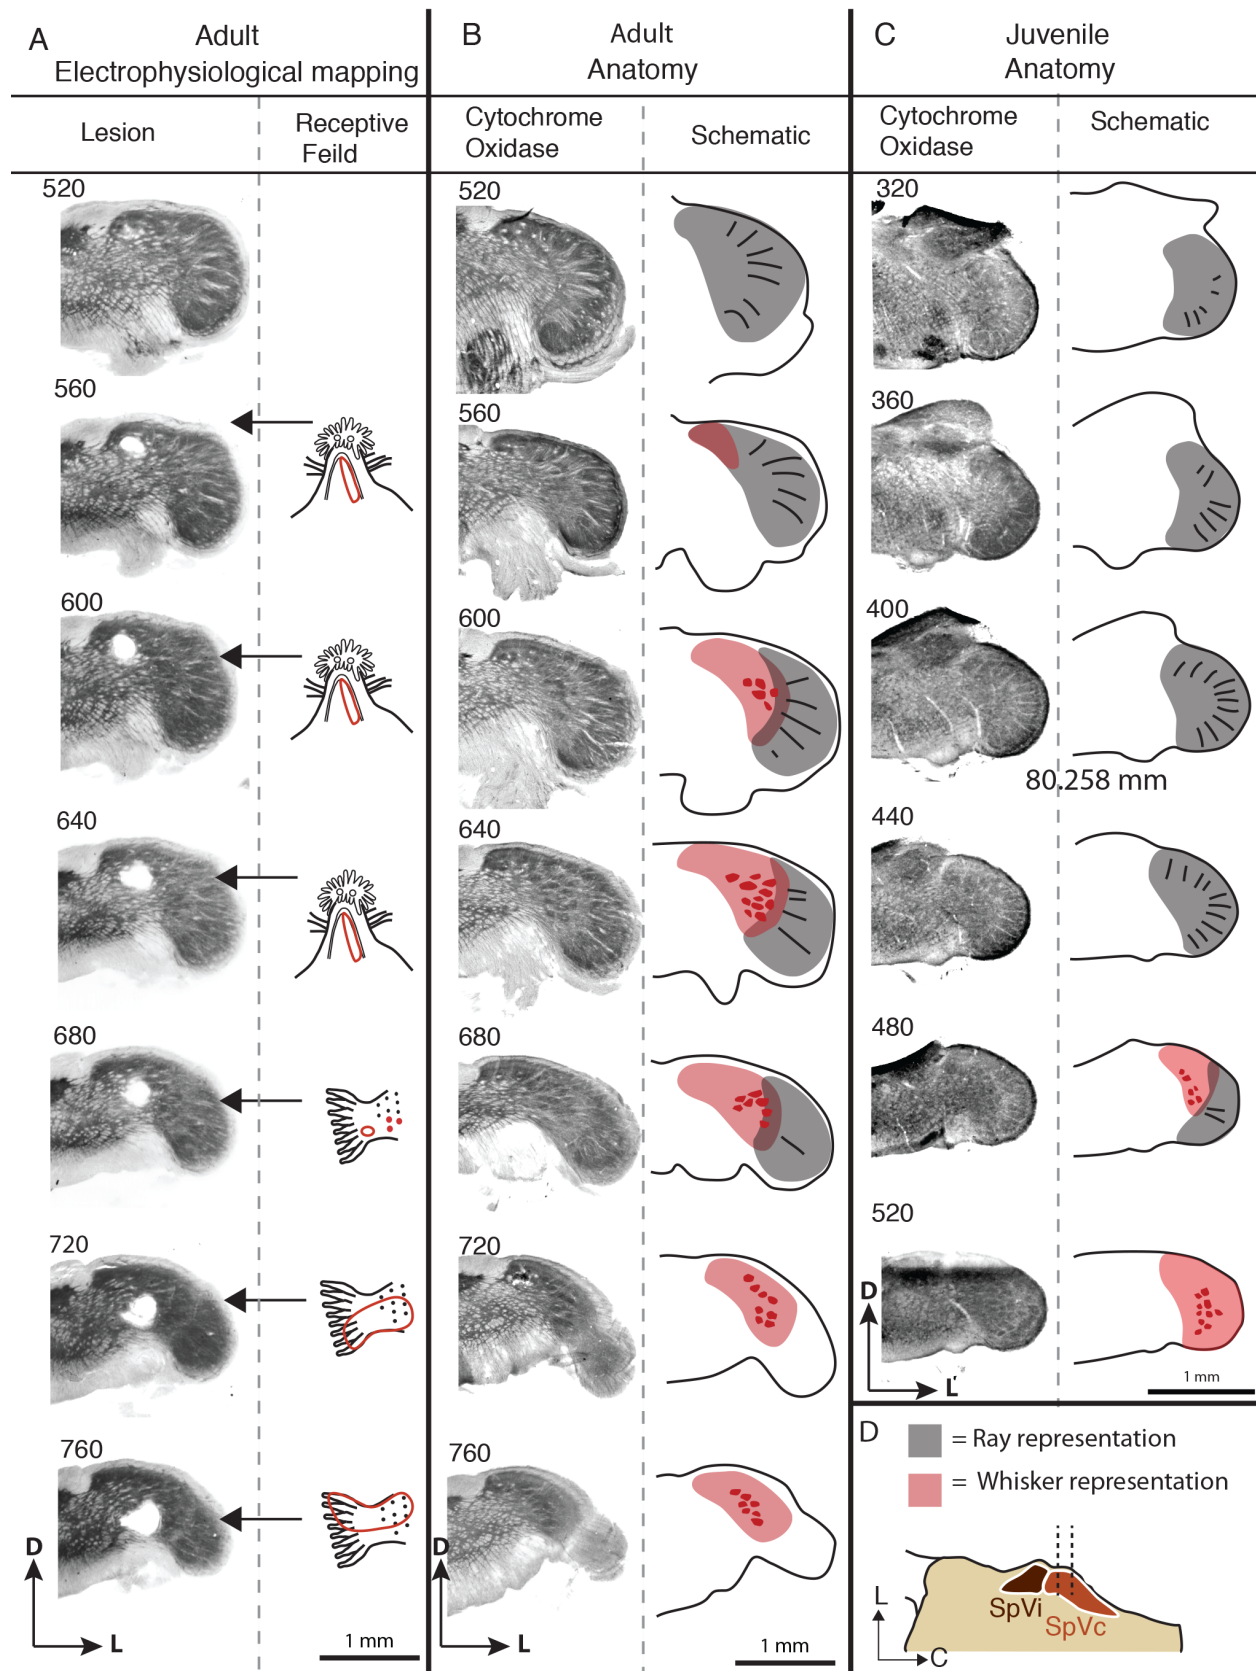 A
Adult
Electrophysiological mapping
Lesion
Receptive
Feild
520
560
600
640
680
720
760
D
L
1 mm
B
Adult
Anatomy
Cytochrome
Oxidase
Schematic
520
560
600
640
680
720
760
D
L
1 mm
C
Juvenile
Anatomy
Cytochrome
Oxidase
Schematic
320
360
400
80.258 mm
440
480
520
D
L'
1 mm
D
= Ray representation
= Whisker representation
SpVi
SpVc
L
C